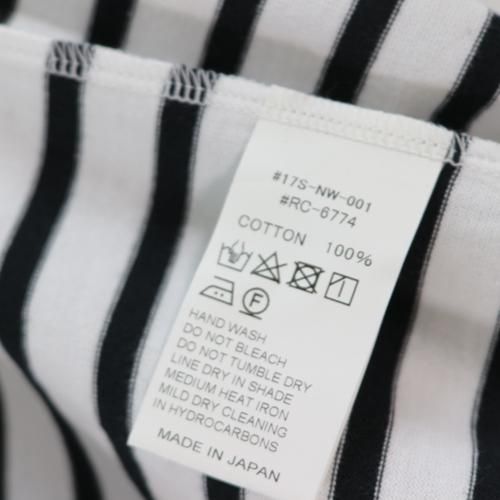 #17S-NW-001
#RC-6774
COTTON 100%
F
HAND WASH
DO NOT BLEACH
DO NOT TUMBLE DRY
LINE DRY IN SHADE
MEDIUM HEAT IRON
MILD DRY CLEANING
IN HYDROCARBONS
MADE IN JAPAN